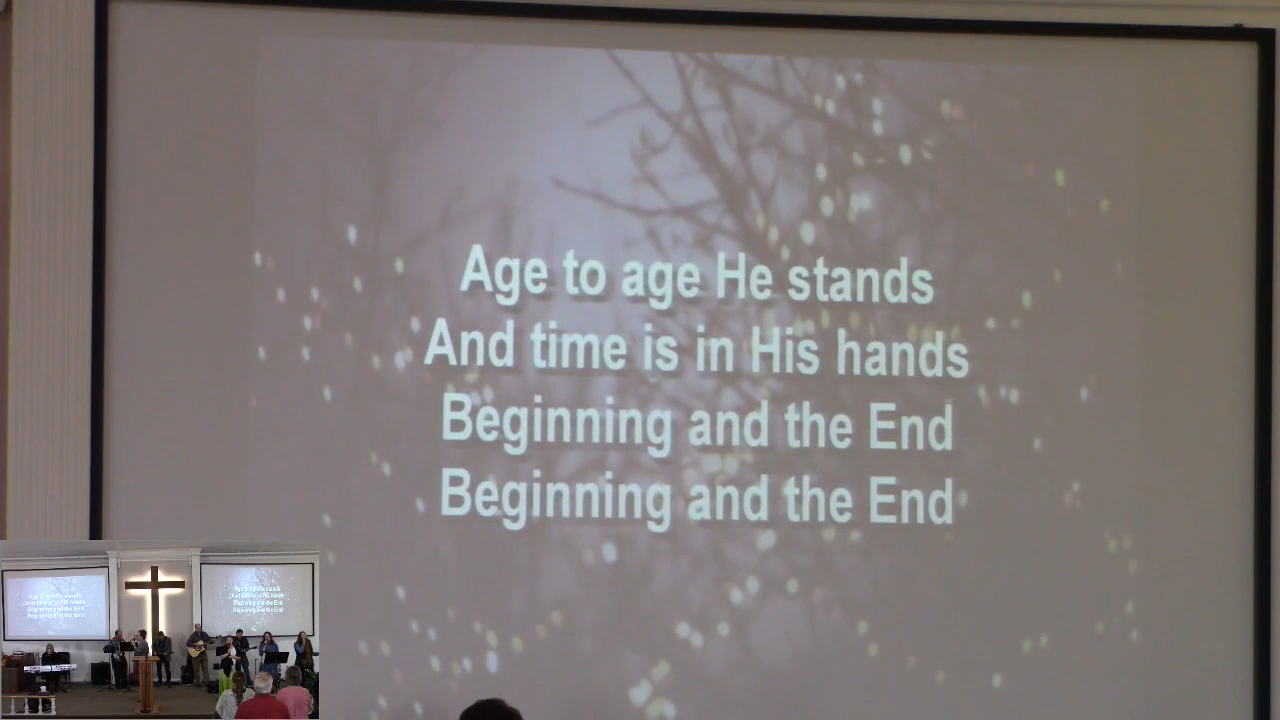 Age to age He stands
And time is in His hands
Beginning and the End
Beginning and the End